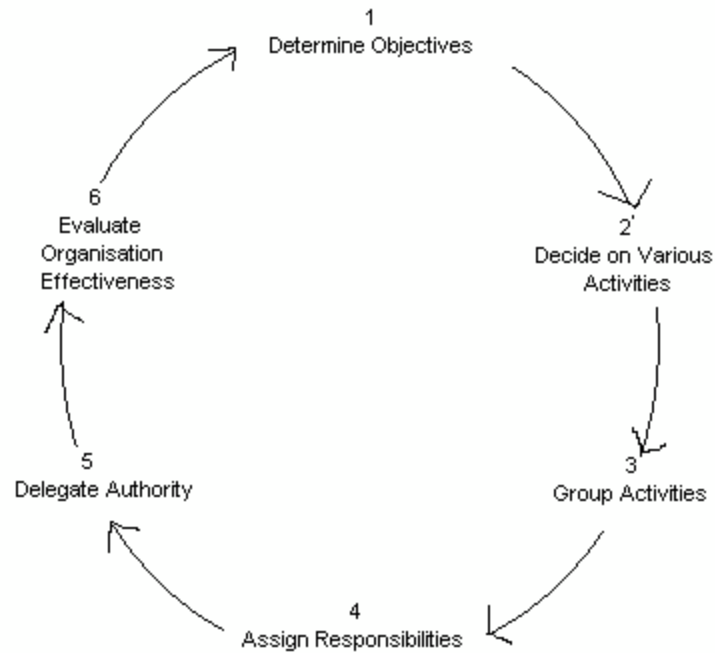 1
Determine Objectives
2
Decide on Various
Activities
3
Group Activities
4
Assign Responsibilities
5
Delegate Authority
6
Evaluate
Organisation
Effectiveness